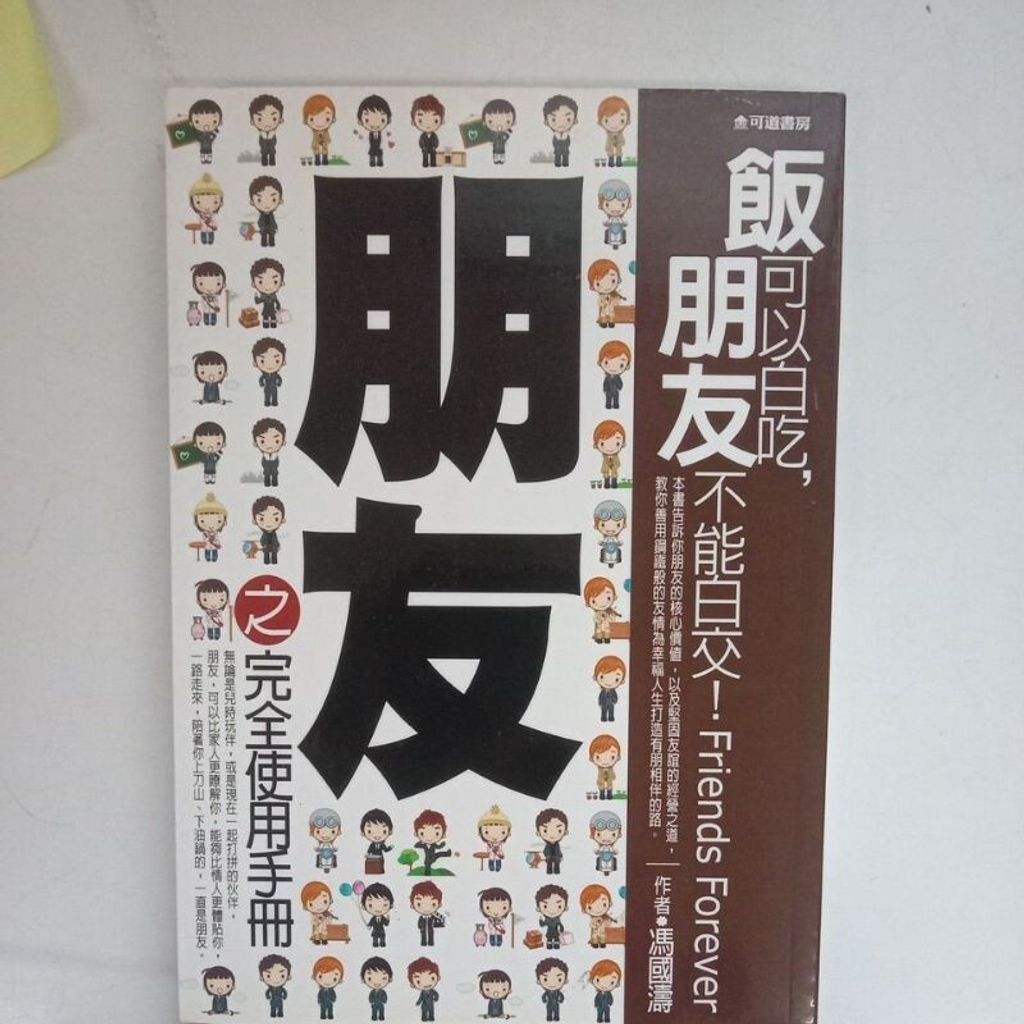 金可道書房
飯可以白吃，
朋友不能白交！Friends Forever
本書告訴你朋友的核心價值，以及堅固友誼的經營之道，
教你善用鋼鐵般的友情為幸福人生打造有朋相伴的路。
作者●馮國濤
朋友
之完全使用手冊
無論是兒時玩伴，或是現在一起打拼的伙伴，
朋友，可以比家人更瞭解你，能夠比情人更體貼你，
一路走來，陪著你上刀山、下油鍋的，一直是朋友。